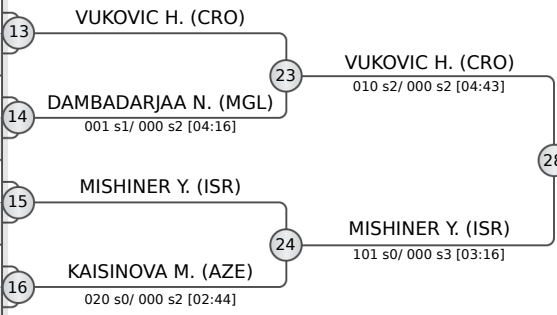 13
VUKOVIC H. (CRO)
23
VUKOVIC H. (CRO)
010 s2/ 000 s2 [04:43]
14
DAMBADARJAA N. (MGL)
001 s1/ 000 s2 [04:16]
28
15
MISHINER Y. (ISR)
24
MISHINER Y. (ISR)
101 s0/ 000 s3 [03:16]
16
KAISINOVA M. (AZE)
020 s0/ 000 s2 [02:44]